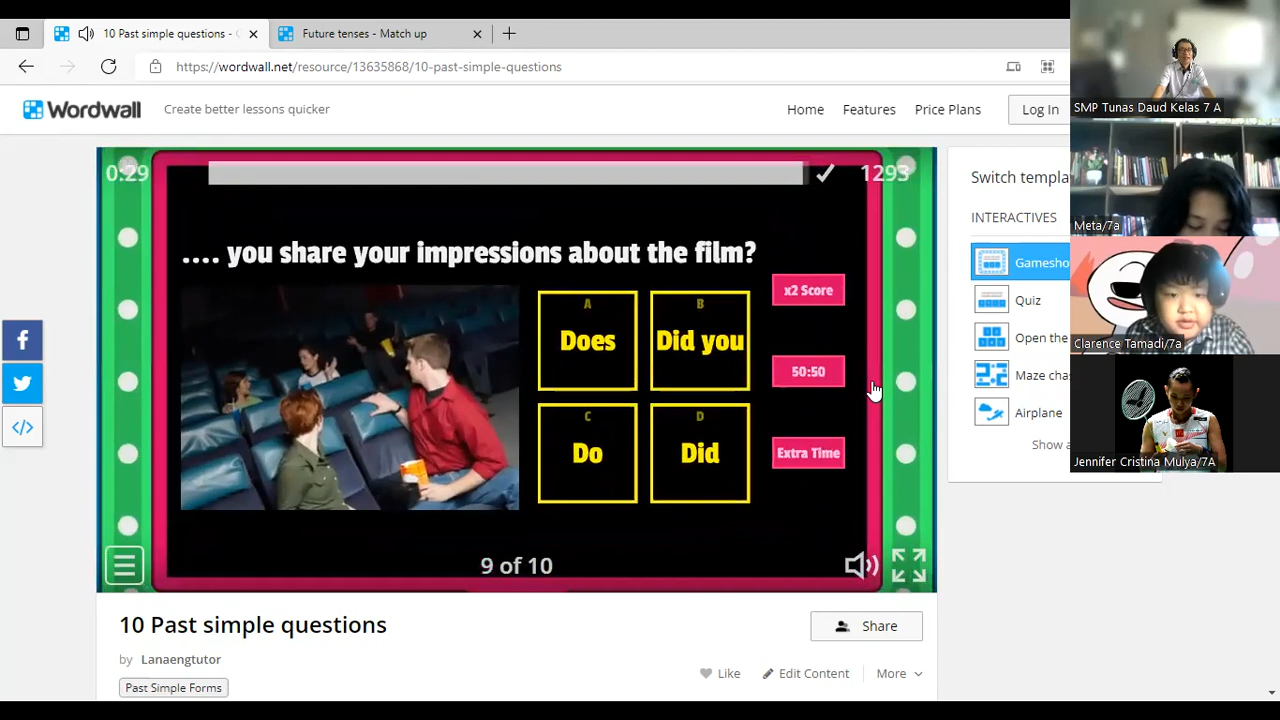 10 Past simple questions -
Future tenses - Match up
https://wordwall.net/resource/13635868/10-past-simple-questions
Wordwall
Create better lessons quicker
Home
Features
Price Plans
Log In
0:29
1293
.... you share your impressions about the film?
A
Does
B
Did you
C
Do
D
Did
x2 Score
50:50
Extra Time
9 of 10
10 Past simple questions
by Lanaengtutor
Past Simple Forms
Share
Like
Edit Content
More
Switch templa
INTERACTIVES
Gamesho
Quiz
Open the
Maze chas
Airplane
Show a
SMP Tunas Daud Kelas 7 A
Meta/7a
Clarence Tamadi/7a
Jennifer Cristina Mulya/7A